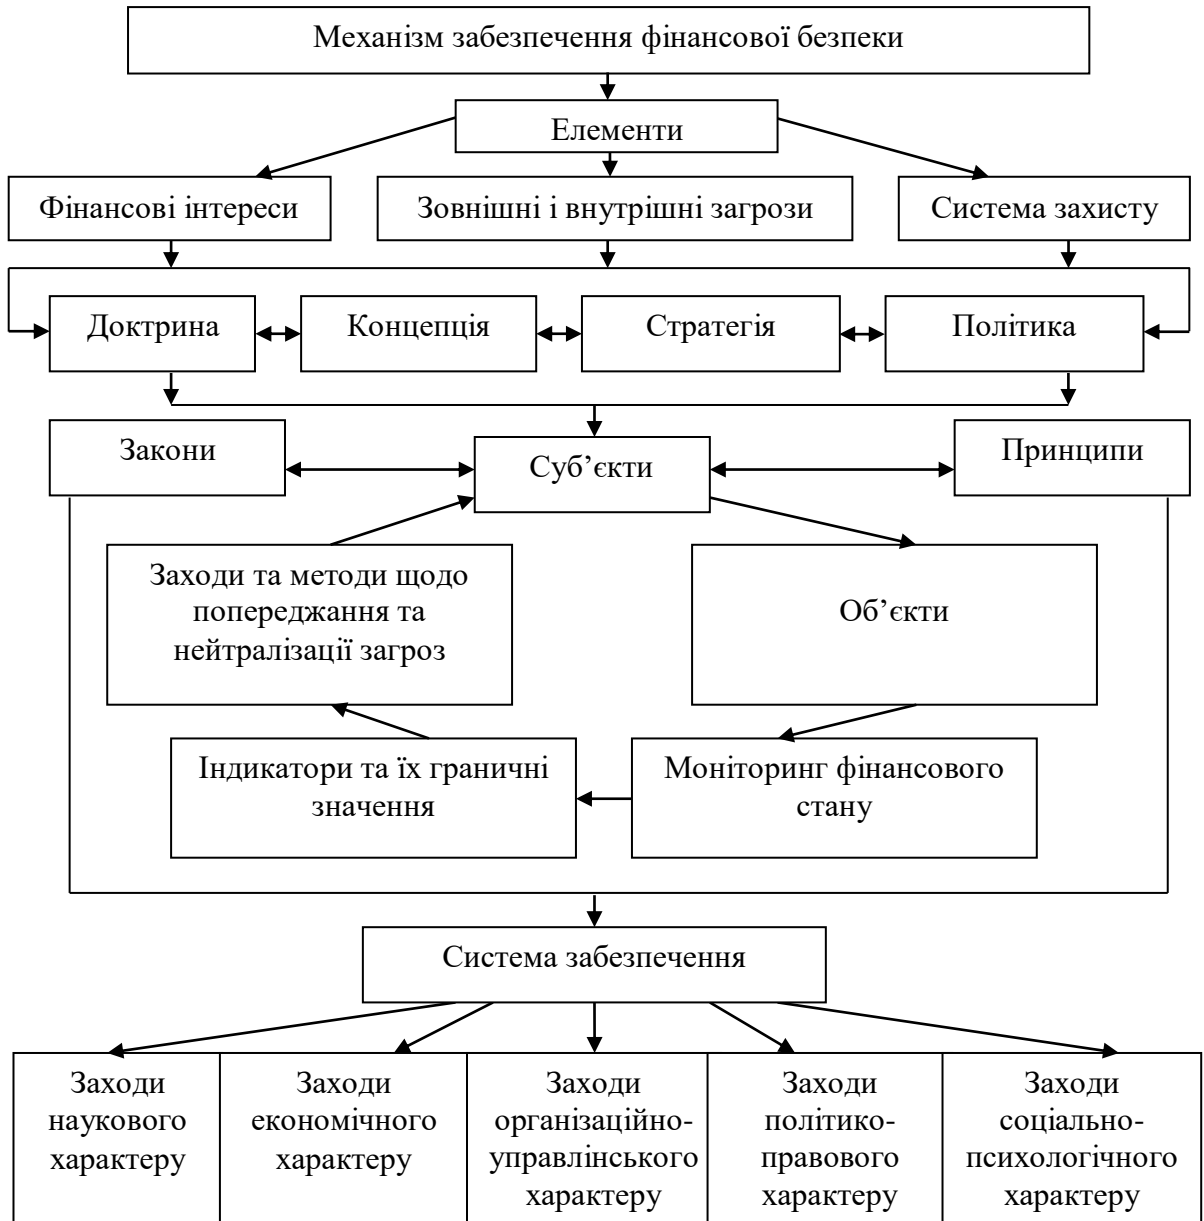 Механізм забезпечення фінансової безпеки
Елементи
Фінансові інтереси
Зовнішні і внутрішні загрози
Система захисту
Доктрина
Концепція
Стратегія
Політика
Закони
Суб’єкти
Принципи
Заходи та методи щодо
попереджання та
нейтралізації загроз
Об’єкти
Індикатори та їх граничні
значення
Моніторинг фінансового
стану
Система забезпечення
Заходи
наукового
характеру
Заходи
економічного
характеру
Заходи
організаційно-
управлінського
характеру
Заходи
політико-
правового
характеру
Заходи
соціально-
психологічного
характеру